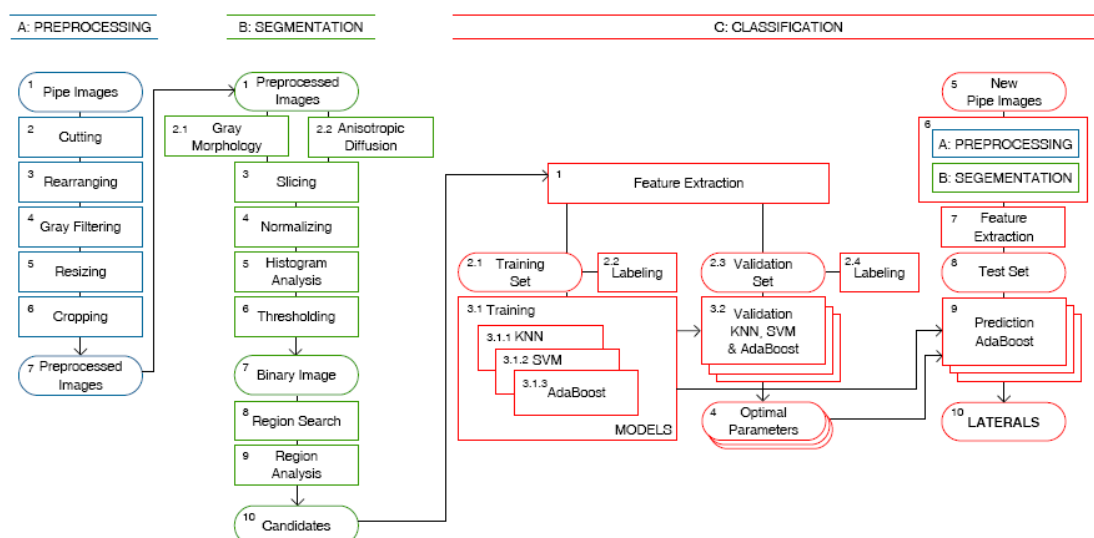 A: PREPROCESSING
1 Pipe Images
2 Cutting
3 Rearranging
4 Gray Filtering
5 Resizing
6 Cropping
7 Preprocessed
Images
B: SEGMENTATION
1 Preprocessed
Images
2.1 Gray
Morphology
2.2 Anisotropic
Diffusion
3 Slicing
4 Normalizing
5 Histogram
Analysis
6 Thresholding
7 Binary Image
8 Region Search
9 Region
Analysis
10 Candidates
C: CLASSIFICATION
1 Feature Extraction
2.1 Training
Set
2.2 Labeling
2.3 Validation
Set
2.4 Labeling
3.1 Training
3.1.1 KNN
3.1.2 SVM
3.1.3 AdaBoost
MODELS
3.2 Validation
KNN, SVM
& AdaBoost
4 Optimal
Parameters
5 New
Pipe Images
6
A: PREPROCESSING
B: SEGEMENTATION
7 Feature
Extraction
8 Test Set
9 Prediction
AdaBoost
10 LATERALS